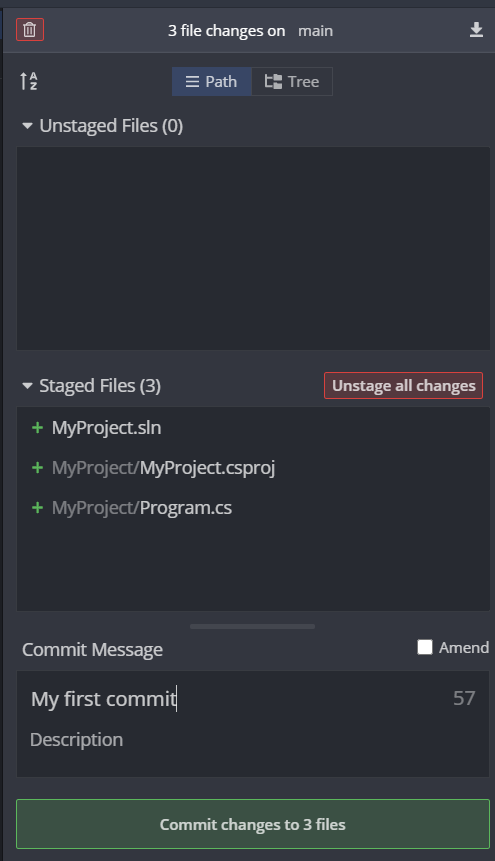 3 file changes on main
A
Z
Path Tree
Unstaged Files (0)
Staged Files (3) Unstage all changes
+ MyProject.sln
+ MyProject/MyProject.csproj
+ MyProject/Program.cs
Commit Message Amend
My first commit 57
Description
Commit changes to 3 files